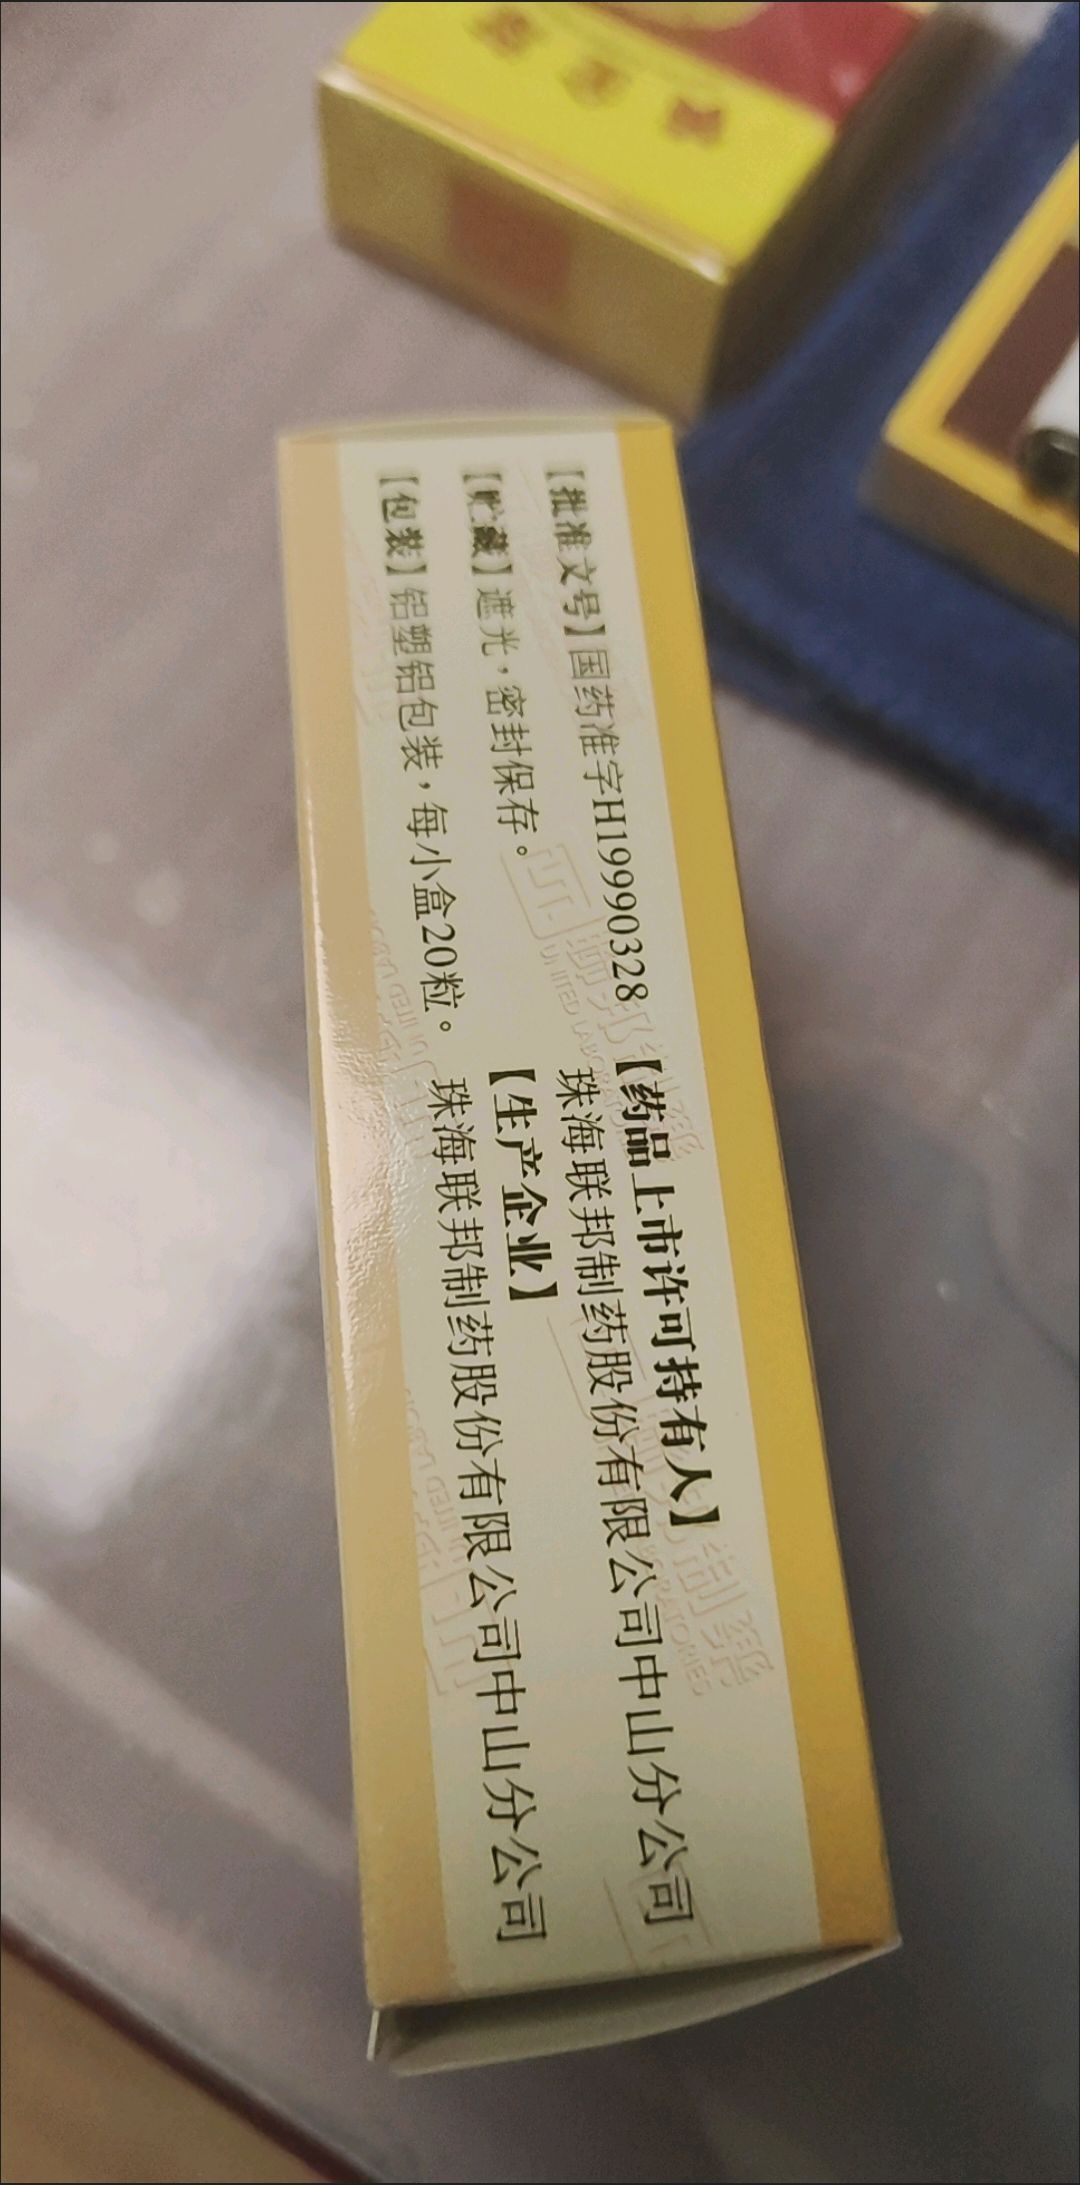 【批准文号】国药准字H19990328
【贮藏】遮光，密封保存。
【包装】铝塑铝包装，每小盒20粒。
【药品上市许可持有人】
珠海联邦制药股份有限公司中山分公司
【生产企业】
珠海联邦制药股份有限公司中山分公司
UNITED LABORATORIES